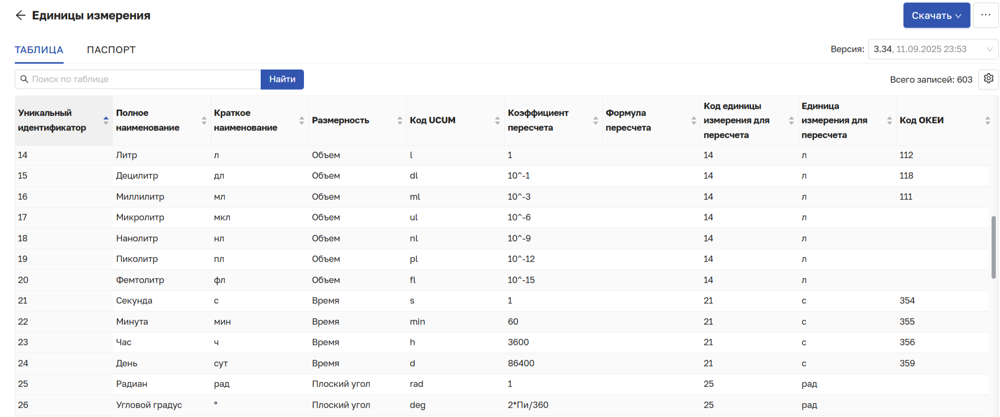 Единицы измерения
Скачать
...
ТАБЛИЦА ПАСПОРТ
Версия: 3.34, 11.09.2025 23:53
Поиск по таблице Найти
Всего записей: 603
Уникальный идентификатор Полное наименование Краткое наименование Размерность Код UCUM Коэффициент пересчета Формула пересчета Код единицы измерения для пересчета Единица измерения для пересчета Код ОКЕИ
14 Литр л Объем l 1 14 л 112
15 Децилитр дл Объем dl 10^-1 14 л 118
16 Миллилитр мл Объем ml 10^-3 14 л 111
17 Микролитр мкл Объем ul 10^-6 14 л
18 Нанолитр нл Объем nl 10^-9 14 л
19 Пиколитр пл Объем pl 10^-12 14 л
20 Фемтолитр фл Объем fl 10^-15 14 л
21 Секунда с Время s 1 21 с 354
22 Минута мин Время min 60 21 с 355
23 Час ч Время h 3600 21 с 356
24 День сут Время d 86400 21 с 359
25 Радиан рад Плоский угол rad 1 25 рад
26 Угловой градус ° Плоский угол deg 2*Пи/360 25 рад